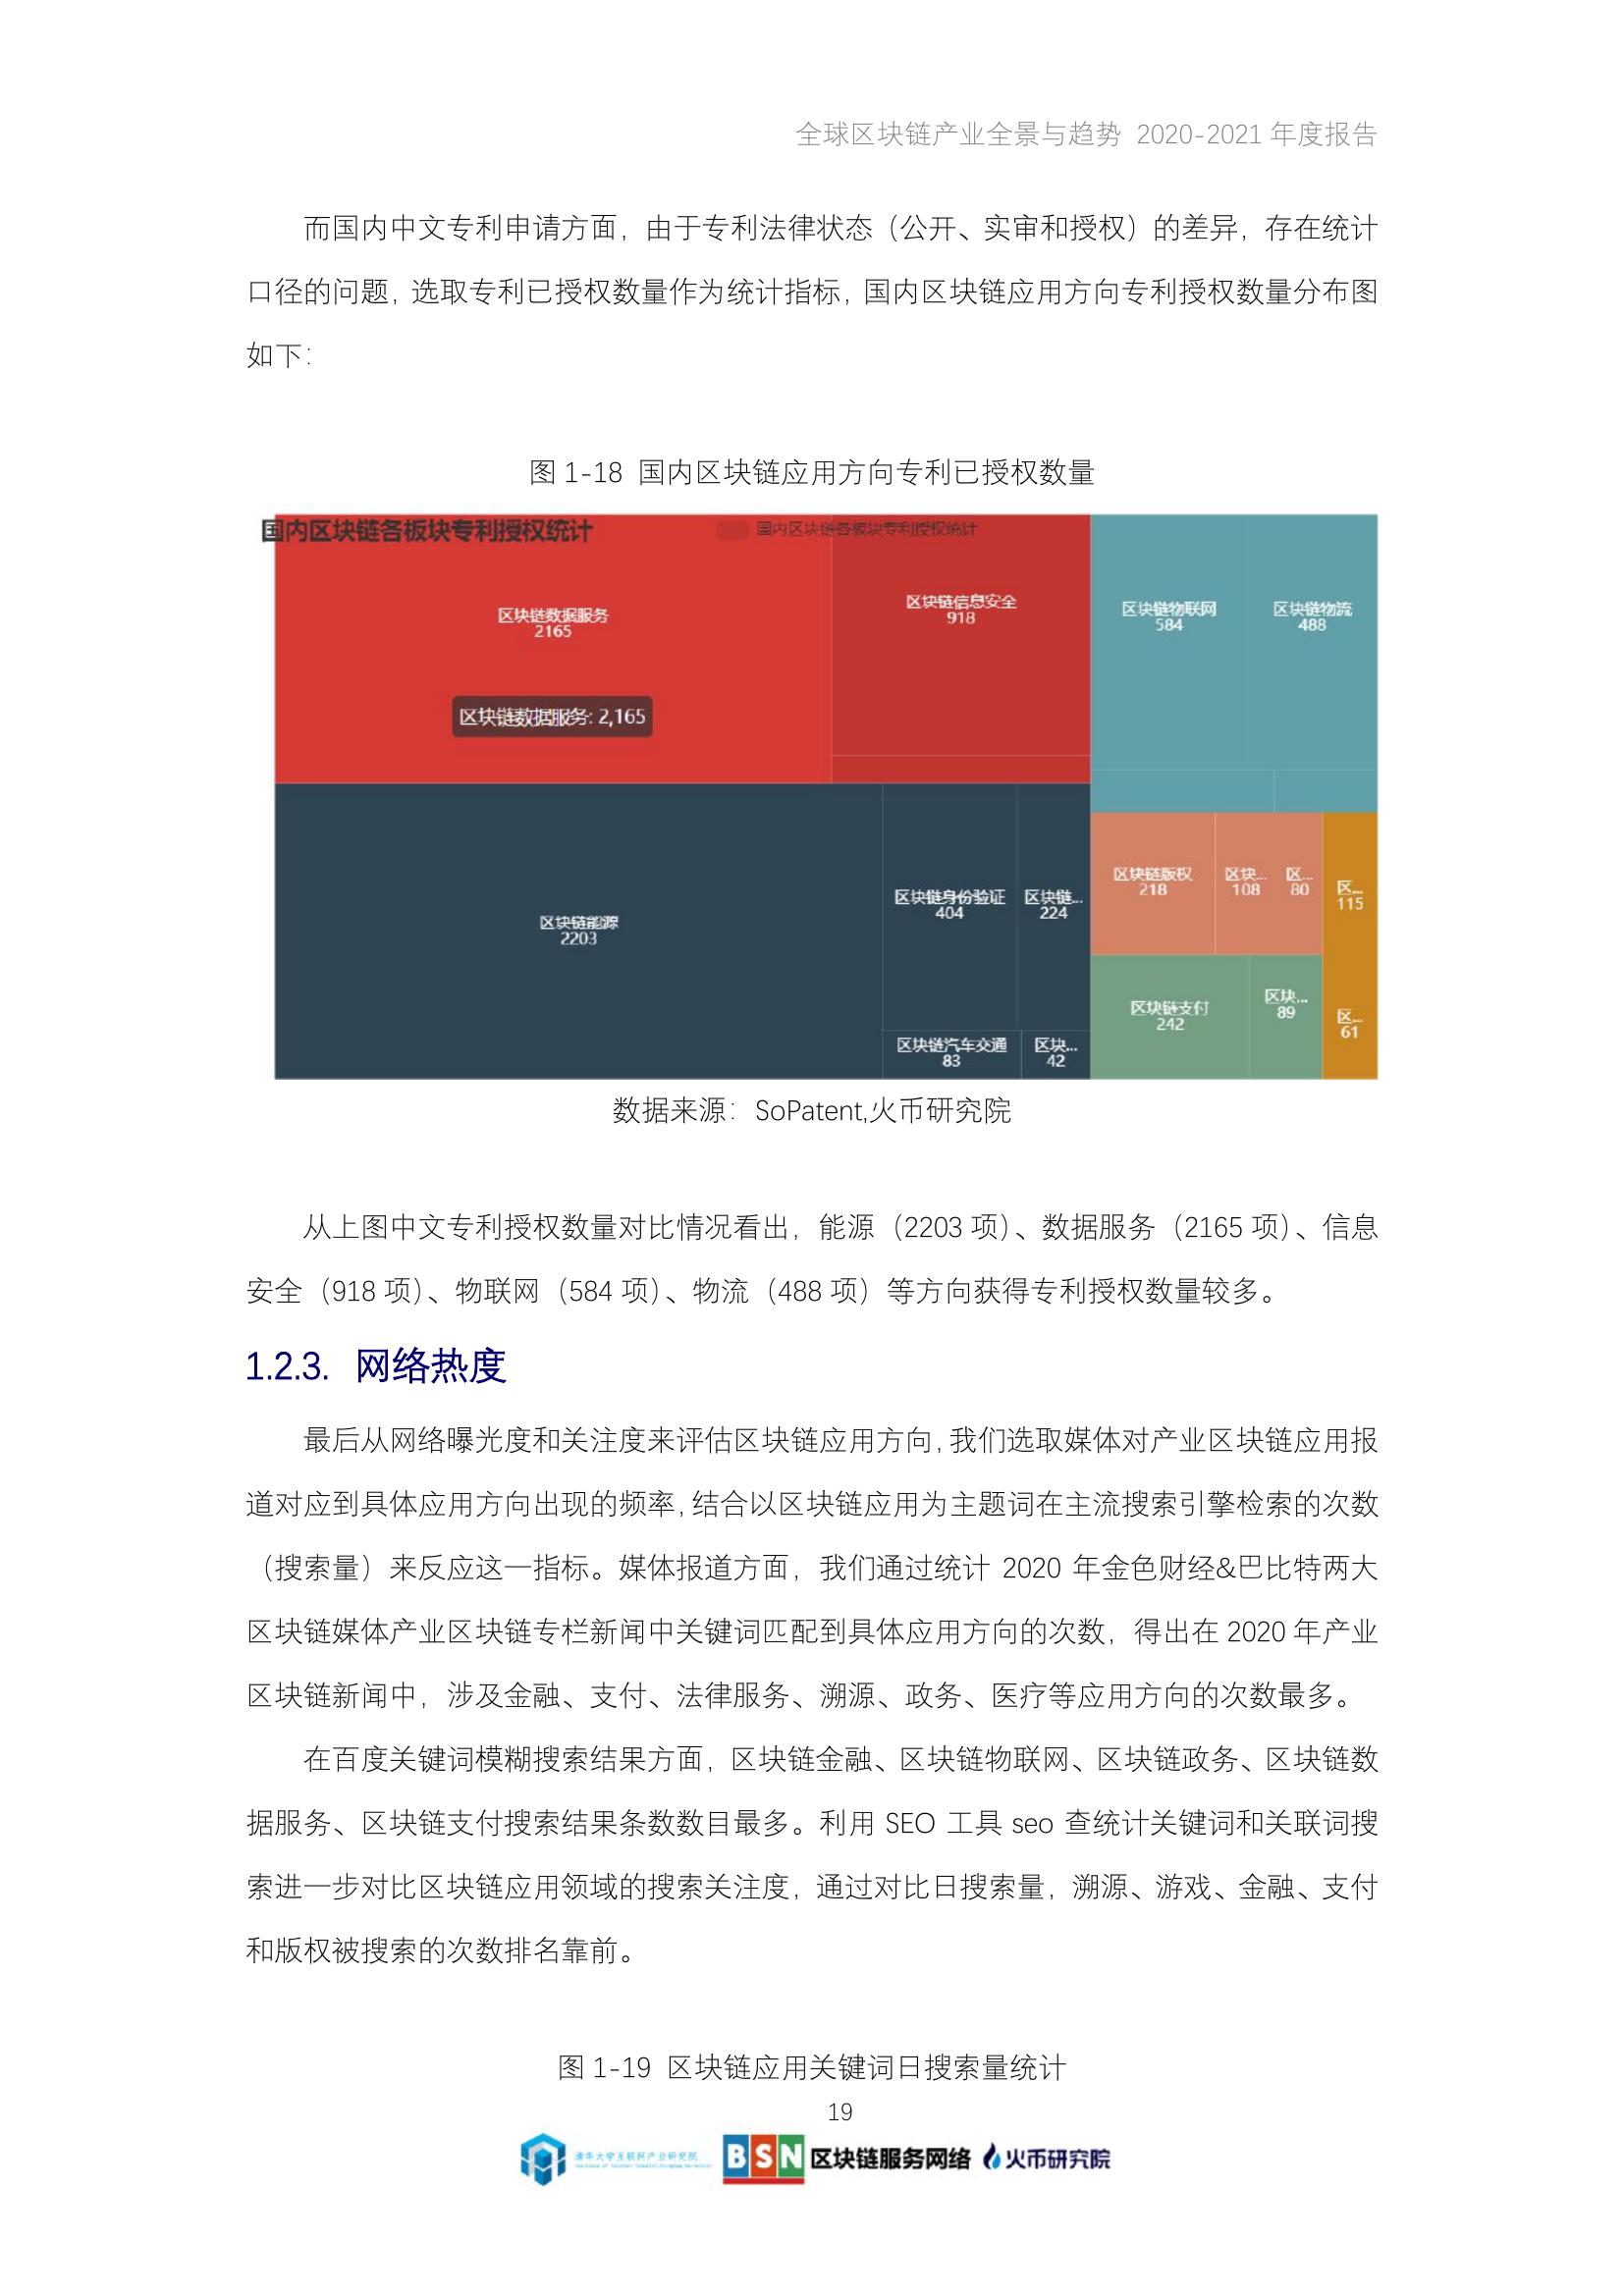 全球区块链产业全景与趋势 2020-2021 年度报告
而国内中文专利申请方面，由于专利法律状态（公开、实审和授权）的差异，存在统计
口径的问题，选取专利已授权数量作为统计指标，国内区块链应用方向专利授权数量分布图
如下：
图 1-18 国内区块链应用方向专利已授权数量
国内区块链各板块专利授权统计
国内区块链各板块专利授权统计
区块链数据服务
2165
区块链数据服务: 2,165
区块链信息安全
918
区块链物联网
584
区块链物流
488
区块链能源
2203
区块链身份验证
404
区块链...
224
区块链汽车交通
83
区块...
42
区块链版权
218
区块...
108
区...
80
区...
115
区块链支付
242
区块...
89
区...
61
数据来源：SoPatent,火币研究院
从上图中文专利授权数量对比情况看出，能源（2203 项）、数据服务（2165 项）、信息
安全（918 项）、物联网（584 项）、物流（488 项）等方向获得专利授权数量较多。
1.2.3. 网络热度
最后从网络曝光度和关注度来评估区块链应用方向，我们选取媒体对产业区块链应用报
道对应到具体应用方向出现的频率，结合以区块链应用为主题词在主流搜索引擎检索的次数
（搜索量）来反应这一指标。媒体报道方面，我们通过统计 2020 年金色财经&巴比特两大
区块链媒体产业区块链专栏新闻中关键词匹配到具体应用方向的次数，得出在 2020 年产业
区块链新闻中，涉及金融、支付、法律服务、溯源、政务、医疗等应用方向的次数最多。
在百度关键词模糊搜索结果方面，区块链金融、区块链物联网、区块链政务、区块链数
据服务、区块链支付搜索结果条数数目最多。利用 SEO 工具 seo 查统计关键词和关联词搜
索进一步对比区块链应用领域的搜索关注度，通过对比日搜索量，溯源、游戏、金融、支付
和版权被搜索的次数排名靠前。
图 1-19 区块链应用关键词日搜索量统计
19
清华大学互联网产业研究院
BSN 区块链服务网络
火币研究院